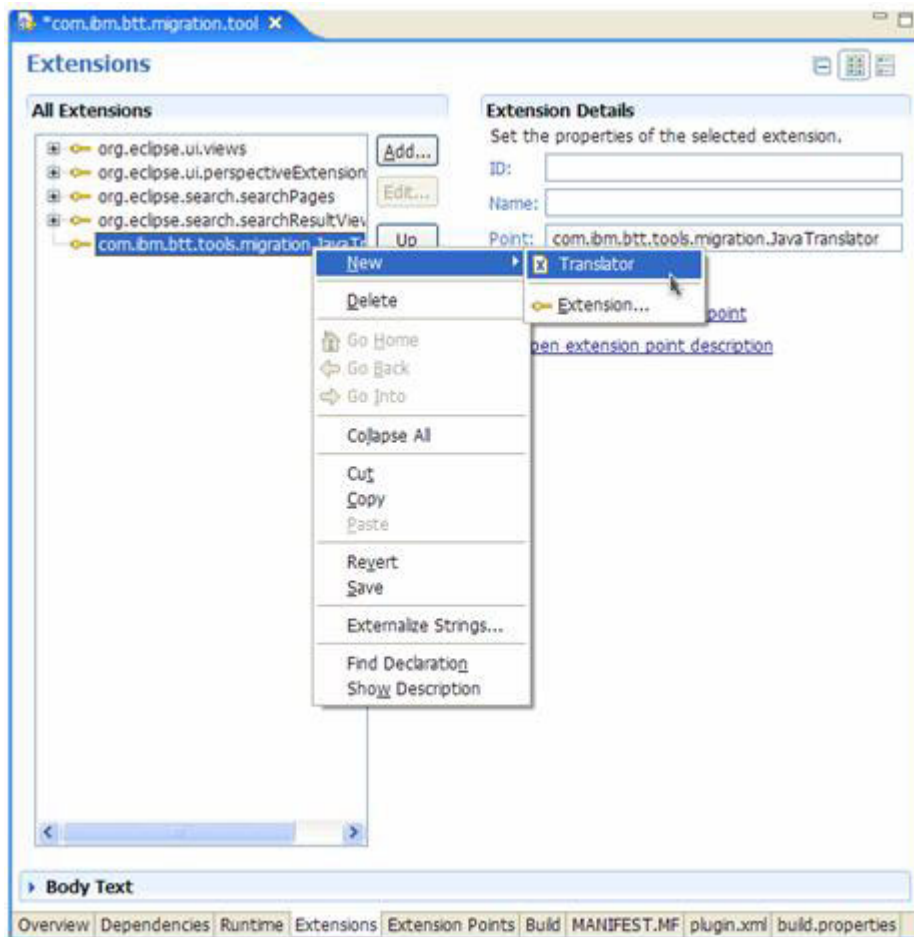 *com.ibm.btt.migration.tool
Extensions
All Extensions
org.eclipse.ui.views
org.eclipse.ui.perspectiveExtension
org.eclipse.search.searchPages
org.eclipse.search.searchResultView
com.ibm.btt.tools.migration.JavaTr
Add...
Edit...
Up
Extension Details
Set the properties of the selected extension.
ID:
Name:
Point: com.ibm.btt.tools.migration.JavaTranslator
point
pen extension point description
New
Delete
Go Home
Go Back
Go Into
Collapse All
Cut
Copy
Paste
Revert
Save
Externalize Strings...
Find Declaration
Show Description
Translator
Extension...
Body Text
Overview Dependencies Runtime Extensions Extension Points Build MANIFEST.MF plugin.xml build.properties